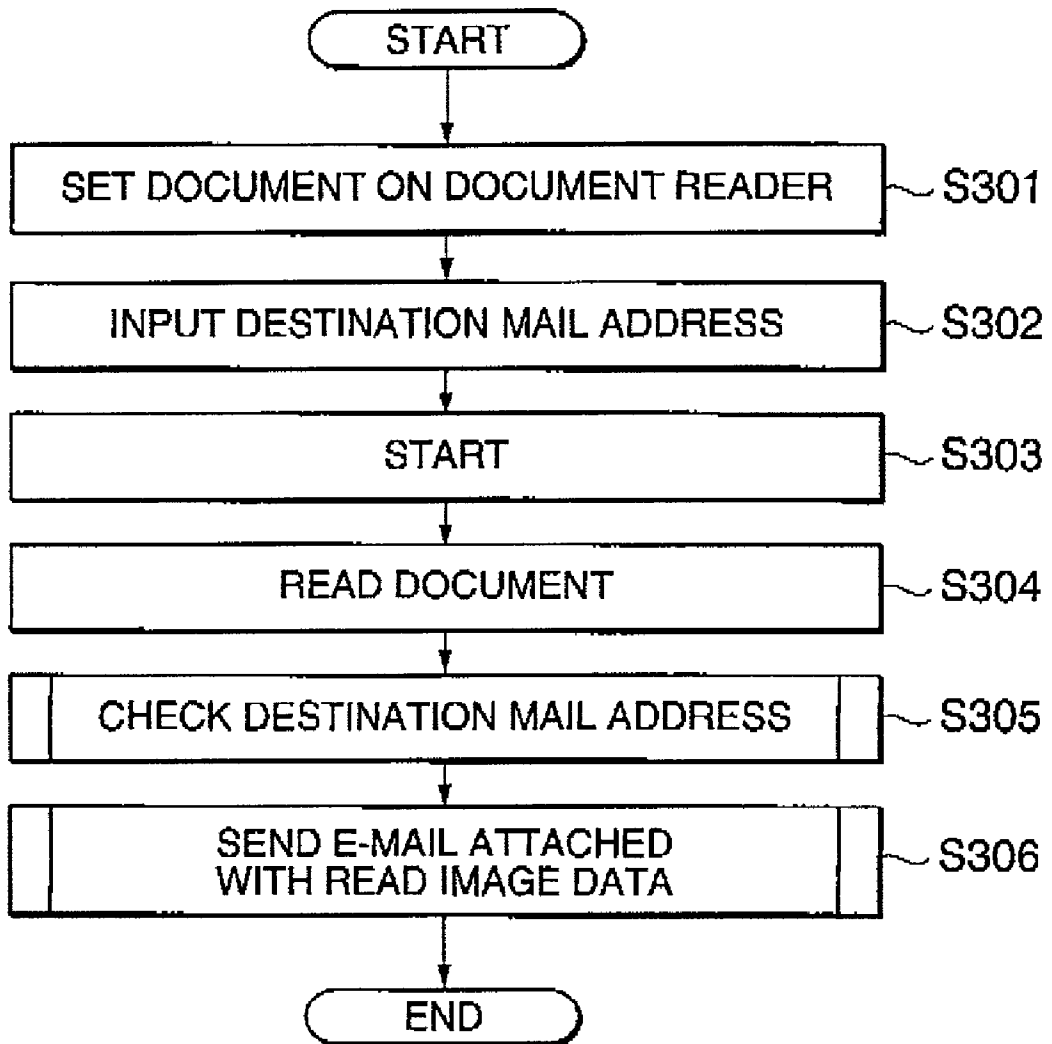 START
SET DOCUMENT ON DOCUMENT READER
S301
INPUT DESTINATION MAIL ADDRESS
S302
START
S303
READ DOCUMENT
S304
CHECK DESTINATION MAIL ADDRESS
S305
SEND E-MAIL ATTACHED
WITH READ IMAGE DATA
S306
END